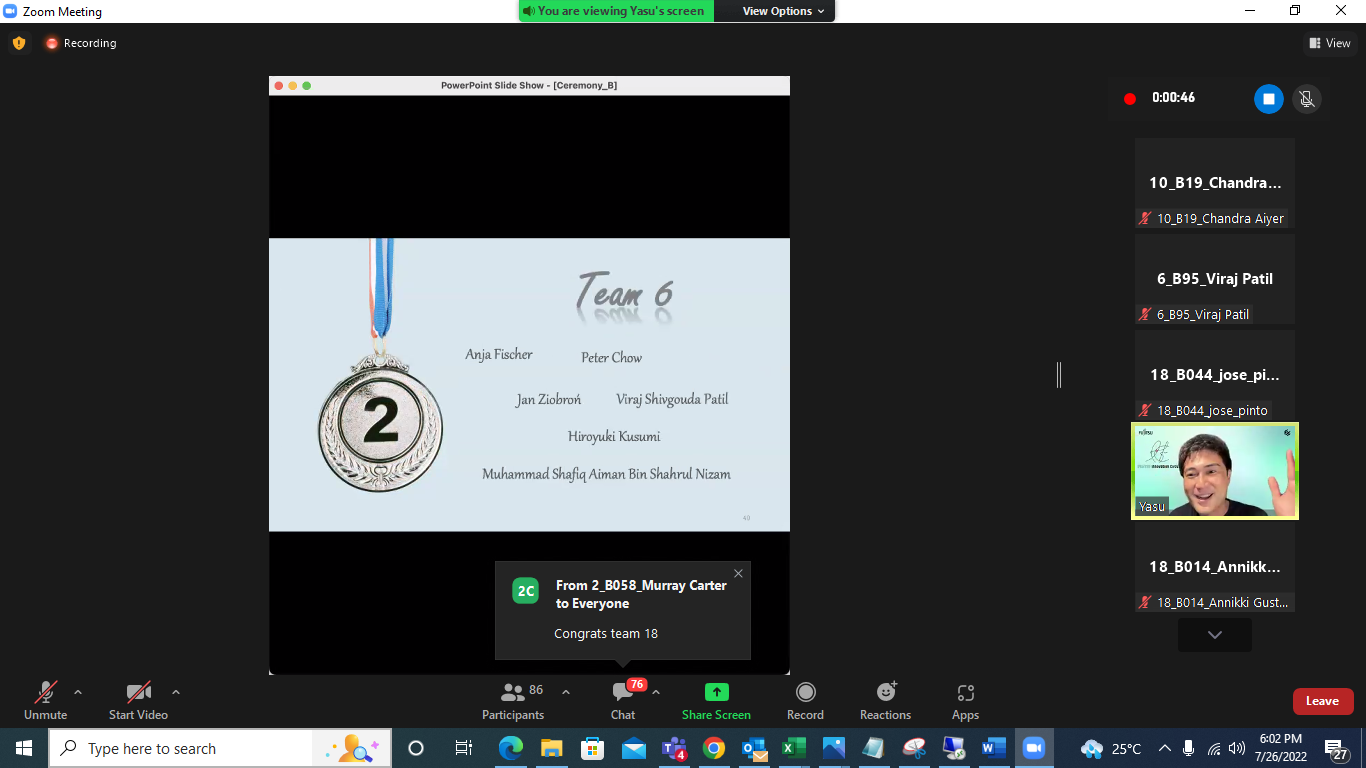 Zoom Meeting
You are viewing Yasu's screen
View Options
Recording
View
PowerPoint Slide Show - [Ceremony_B]
0:00:46
10_B19_Chandra...
10_B19_Chandra Aiyer
6_B95_Viraj Patil
6_B95_Viraj Patil
18_B044_jose_pi...
18_B044_jose_pinto
FUJITSU
Yasu
18_B014_Annikk...
18_B014_Annikki Gust...
2
Team 6
Anja Fischer
Peter Chow
Jan Ziobroń
Viraj Shivgouda Patil
Hiroyuki Kusumi
Muhammad Shafiq Aiman Bin Shahrul Nizam
40
2C
From 2_B058_Murray Carter
to Everyone
Congrats team 18
Unmute
Start Video
86
Participants
76
Chat
Share Screen
Record
Reactions
Apps
Leave
Type here to search
4
25°C
6:02 PM
7/26/2022
27